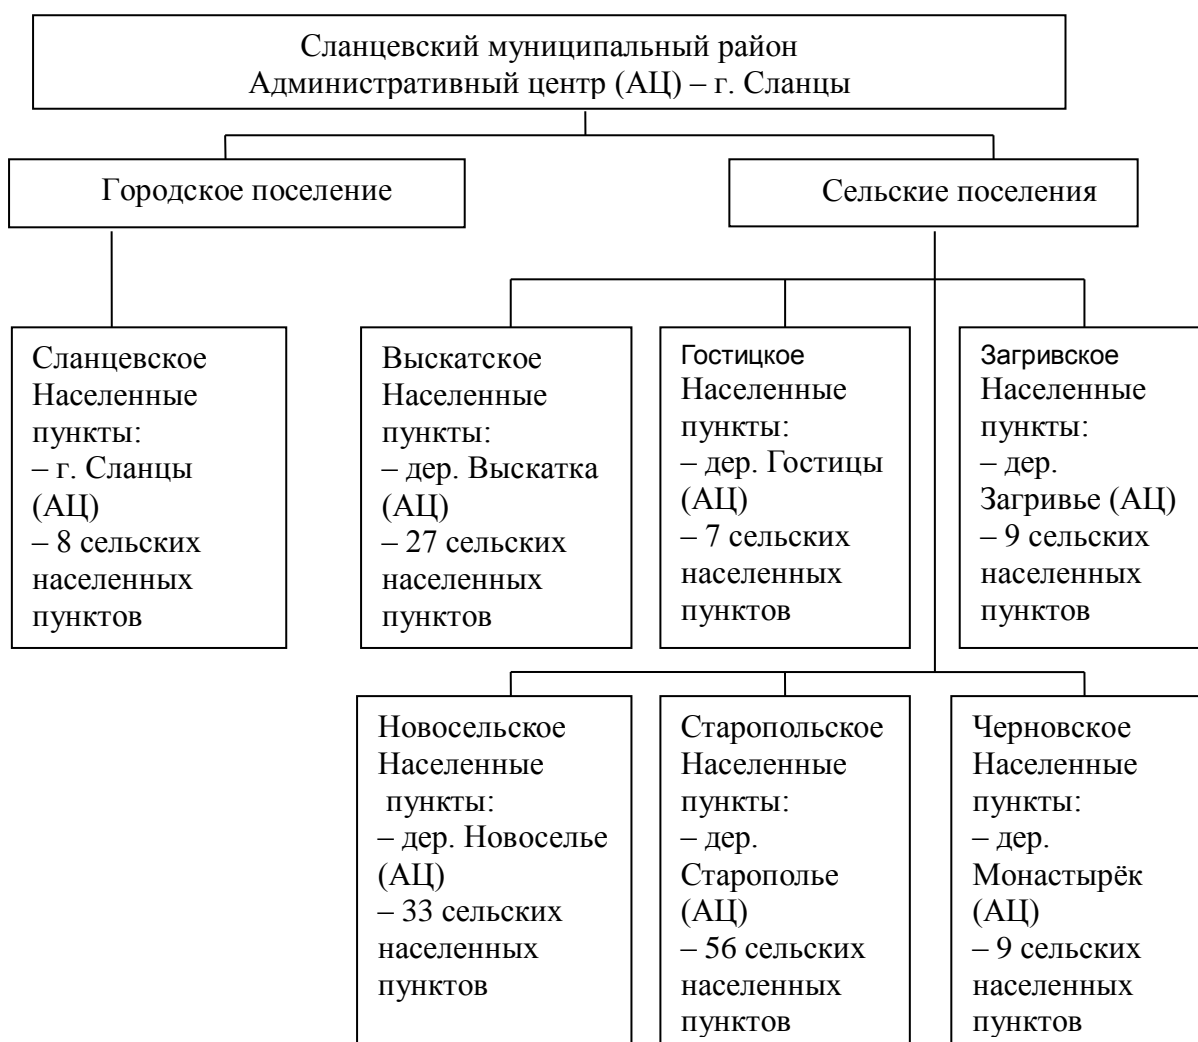 Сланцевский муниципальный район
Административный центр (АЦ) – г. Сланцы
Городское поселение
Сельские поселения
Сланцевское
Населенные
пункты:
– г. Сланцы
(АЦ)
– 8 сельских
населенных
пунктов
Выскатское
Населенные
пункты:
– дер. Выскатка
(АЦ)
– 27 сельских
населенных
пунктов
Гостицкое
Населенные
пункты:
– дер. Гостицы
(АЦ)
– 7 сельских
населенных
пунктов
Загривское
Населенные
пункты:
– дер.
Загривье (АЦ)
– 9 сельских
населенных
пунктов
Новосельское
Населенные
пункты:
– дер. Новоселье
(АЦ)
– 33 сельских
населенных
пунктов
Старопольское
Населенные
пункты:
– дер.
Старополье
(АЦ)
– 56 сельских
населенных
пунктов
Черновское
Населенные
пункты:
– дер.
Монастырёк
(АЦ)
– 9 сельских
населенных
пунктов